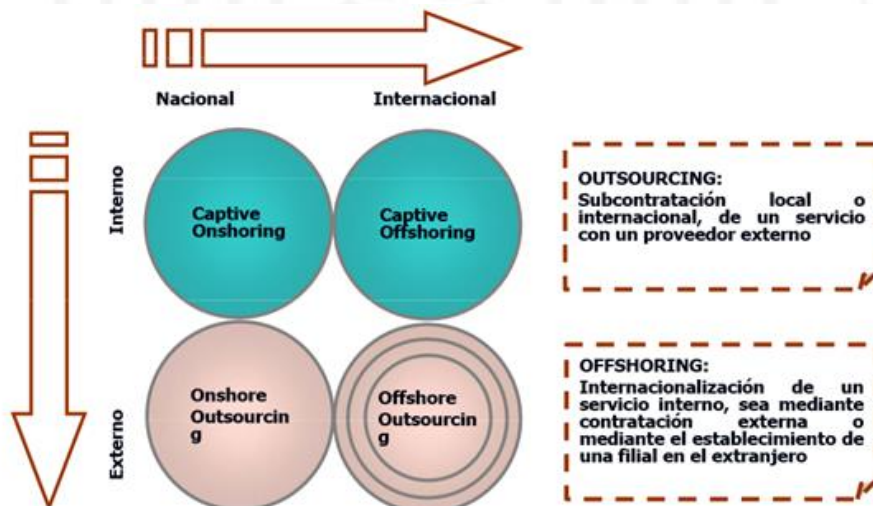 Nacional
Internacional
Interno
Captive
Onshoring
Captive
Offshoring
OUTSOURCING:
Subcontratación local o
internacional, de un servicio
con un proveedor externo
Externo
Onshore
Outsourcin
g
Offshore
Outsourcin
g
OFFSHORING:
Internacionalización de un
servicio interno, sea mediante
contratación externa o
mediante el establecimiento de
una filial en el extranjero